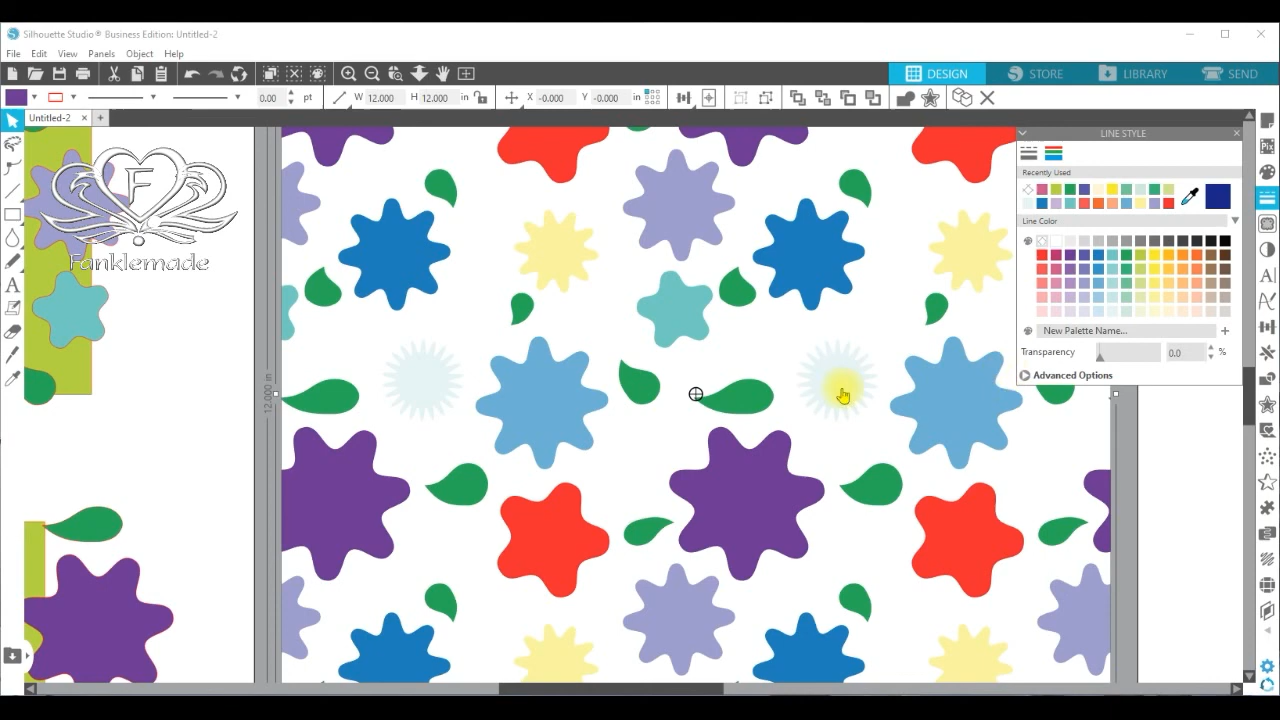 Silhouette Studio® Business Edition: Untitled-2
File Edit View Panels Object Help
DESIGN STORE LIBRARY SEND
0.00 pt W 12.000 H 12.000 in X -0.000 Y -0.000 in
Untitled-2 × +
LINE STYLE
Pix
Recently Used
Line Color
F
Fanklemade
New Palette Name... +
Transparency 0.0 %
Advanced Options
12.000 in